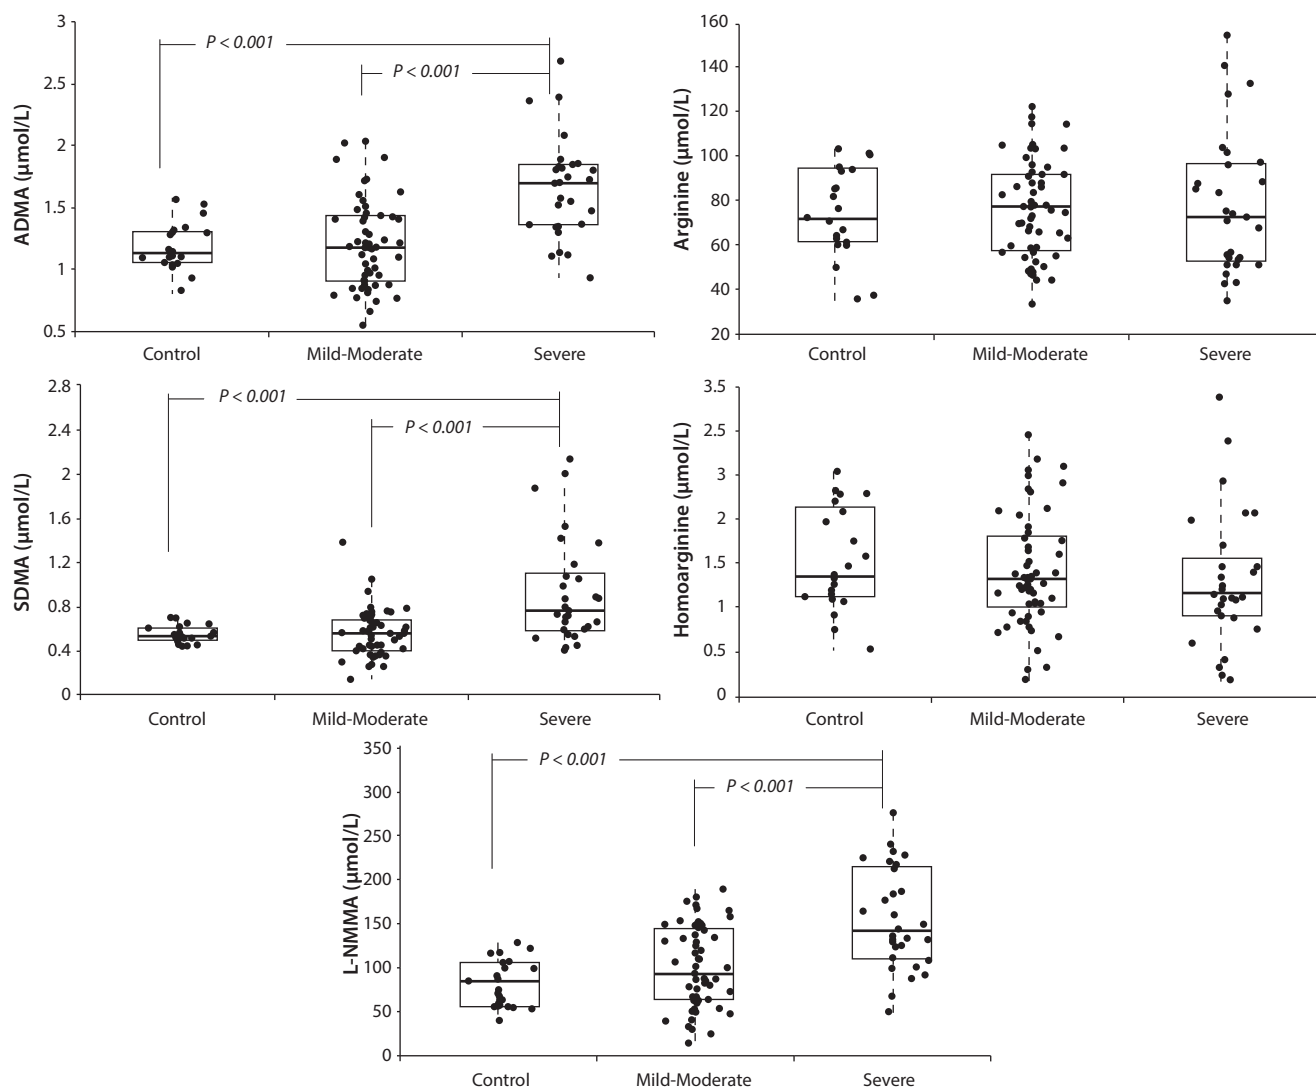 ADMA (μmol/L)
3
2.5
2
1.5
1
0.5
P < 0.001
P < 0.001
Control
Mild-Moderate
Severe
Arginine (μmol/L)
160
140
120
100
80
60
40
20
Control
Mild-Moderate
Severe
SDMA (μmol/L)
2.8
2.4
2
1.6
1.2
0.8
0.4
0
P < 0.001
P < 0.001
Control
Mild-Moderate
Severe
Homoarginine (μmol/L)
3.5
2.5
3
2
1.5
1
0.5
0
Control
Mild-Moderate
Severe
L-NMMA (μmol/L)
350
300
250
200
150
100
50
0
P < 0.001
P < 0.001
Control
Mild-Moderate
Severe